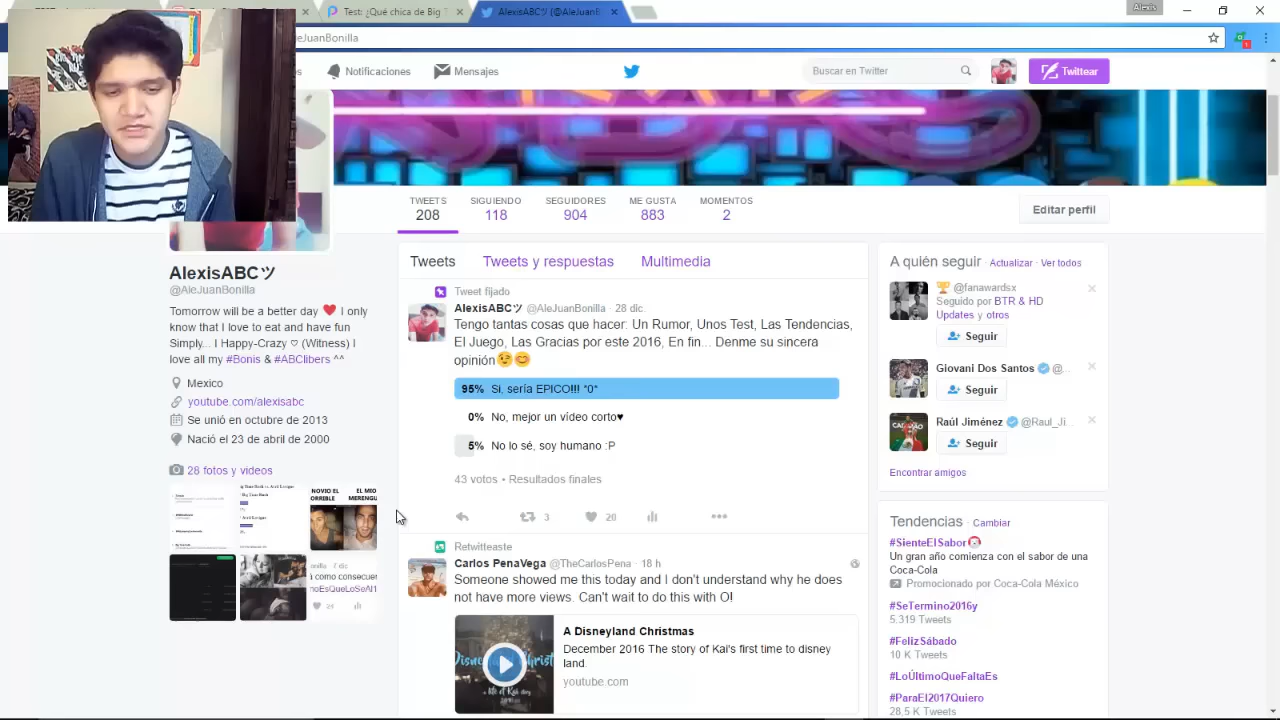 Test: ¿Qué chica de Big T
AlexisABCツ (@AleJuanB
Alexis
leJuanBonilla
s
Notificaciones
Mensajes
Buscar en Twitter
Twittear
TWEETS
208
SIGUIENDO
118
SEGUIDORES
904
ME GUSTA
883
MOMENTOS
2
Editar perfil
AlexisABCツ
@AleJuanBonilla
Tomorrow will be a better day ❤️ I only
know that I love to eat and have fun
Simply... I Happy-Crazy ♡ (Witness) I
love all my #Bonis & #ABClibers ^^
Mexico
youtube.com/alexisabc
Se unió en octubre de 2013
Nació el 23 de abril de 2000
28 fotos y videos
NOVIO EL
ORRIBLE
EL MEO
MERENGU
á como consecuen
noEsQueLoSeAl1
Tweets
Tweets y respuestas
Multimedia
Tweet fijado
AlexisABCツ @AleJuanBonilla · 28 dic.
Tengo tantas cosas que hacer: Un Rumor, Unos Test, Las Tendencias,
El Juego, Las Gracias por este 2016, En fin... Denme su sincera
opinión😉😊
95% Si, sería EPICO!!! *0*
0% No, mejor un vídeo corto♥
5% No lo sé, soy humano :P
43 votos • Resultados finales
3
20
Retwitteaste
Carlos PenaVega @TheCarlosPena · 18 h
Someone showed me this today and I don't understand why he does
not have more views. Can't wait to do this with O!
A Disneyland Christmas
December 2016 The story of Kai's first time to disney
land.
youtube.com
A quién seguir Actualizar · Ver todos
🏆 @fanawardsx
Seguido por BTR & HD
Updates y otros
Seguir
Giovani Dos Santos @...
Seguir
Raúl Jiménez @Raul_Ji...
Seguir
Encontrar amigos
Tendencias · Cambiar
#SienteElSabor🎅
Un gran año comienza con el sabor de una
Coca-Cola
Promocionado por Coca-Cola México
#SeTermino2016y
5.319 Tweets
#FelizSábado
10 K Tweets
#LoÚltimoQueFaltaEs
#ParaEl2017Quiero
28,5 K Tweets